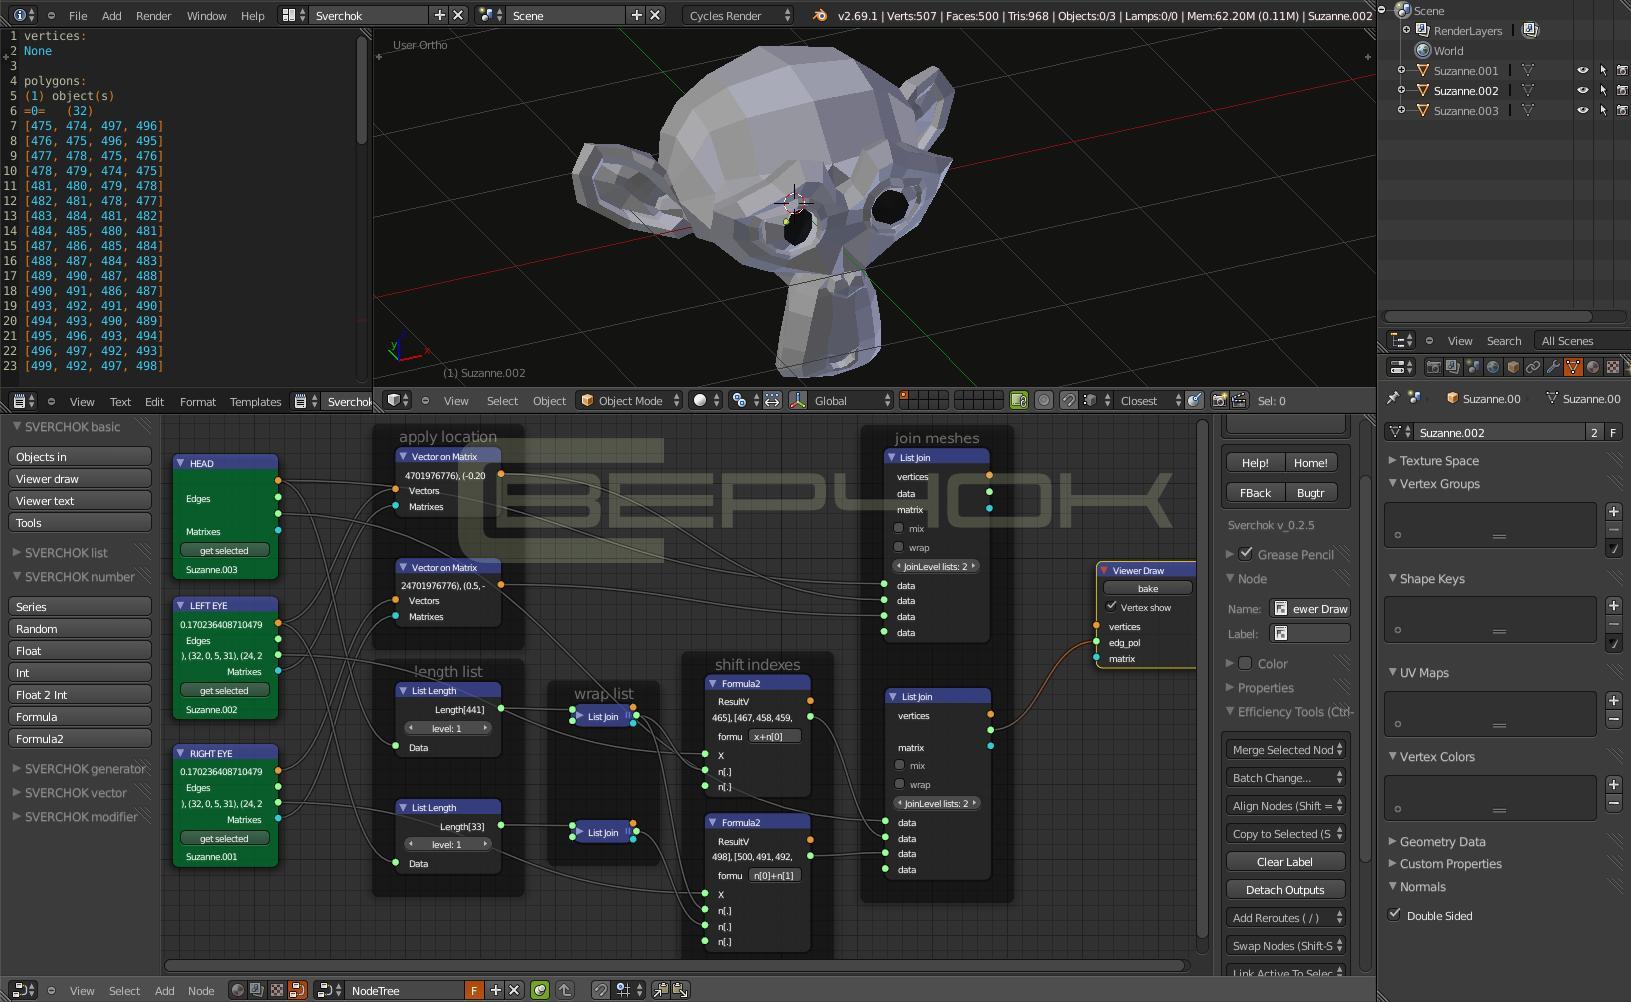 File Add Render Window Help Sverchok Scene Cycles Render v2.69.1 | Verts:507 | Faces:500 | Tris:968 | Objects:0/3 | Lamps:0/0 | Mem:62.20M (0.11M) | Suzanne.002
1 vertices:
2 None
3
4 polygons:
5 (1) object(s)
6 =0= (32)
7 [475, 474, 497, 496]
8 [476, 475, 496, 495]
9 [477, 478, 475, 476]
10 [478, 479, 474, 475]
11 [481, 480, 479, 478]
12 [482, 481, 478, 477]
13 [483, 484, 481, 482]
14 [484, 485, 480, 481]
15 [487, 486, 485, 484]
16 [488, 487, 484, 483]
17 [489, 490, 487, 488]
18 [490, 491, 486, 487]
19 [493, 492, 491, 490]
20 [494, 493, 490, 489]
21 [495, 496, 493, 494]
22 [496, 497, 492, 493]
23 [499, 492, 497, 498]
View Text Edit Format Templates Sverchok
User Ortho
y x
(1) Suzanne.002
View Select Object Object Mode Global Closest Sel: 0
Scene
RenderLayers
World
Suzanne.001
Suzanne.002
Suzanne.003
View Search All Scenes
Suzanne.00 Suzanne.00
Suzanne.002 2 F
Texture Space
Vertex Groups
Shape Keys
UV Maps
Vertex Colors
Geometry Data
Custom Properties
Normals
Double Sided
SVERCHOK basic
Objects in
Viewer draw
Viewer text
Tools
SVERCHOK list
SVERCHOK number
Series
Random
Float
Int
Float 2 Int
Formula
Formula2
SVERCHOK generator
SVERCHOK vector
SVERCHOK modifier
СВЕРЧОК
HEAD
Edges
Matrixes
get selected
Suzanne.003
LEFT EYE
0.170236408710479
Edges
), (32, 0, 5, 31), (24, 2
Matrixes
get selected
Suzanne.002
RIGHT EYE
0.170236408710479
Edges
), (32, 0, 5, 31), (24, 2
Matrixes
get selected
Suzanne.001
apply location
Vector on Matrix
4701976776), (-0.20
Vectors
Matrixes
Vector on Matrix
24701976776), (0.5, -
Vectors
Matrixes
length list
List Length
Length[441]
level: 1
Data
List Length
Length[33]
level: 1
Data
wrap list
List Join
List Join
shift indexes
Formula2
ResultV
465], [467, 458, 459,
formu x+n[0]
X
n[.]
n[.]
Formula2
ResultV
498], [500, 491, 492,
formu n[0]+n[1]
X
n[.]
n[.]
n[.]
join meshes
List Join
vertices
data
matrix
mix
wrap
JoinLevel lists: 2
data
data
data
data
List Join
vertices
matrix
mix
wrap
JoinLevel lists: 2
data
data
data
data
Viewer Draw
bake
Vertex show
vertices
edg_pol
matrix
Help! Home!
FBack Bugtr
Sverchok v_0.2.5
Grease Pencil
Node
Name: ewer Draw
Label:
Color
Properties
Efficiency Tools (Ctrl-
Merge Selected Nod
Batch Change...
Align Nodes (Shift =
Copy to Selected (S
Clear Label
Detach Outputs
Add Reroutes ( / )
Swap Nodes (Shift-S
Link Active To Selec
View Select Add Node NodeTree F